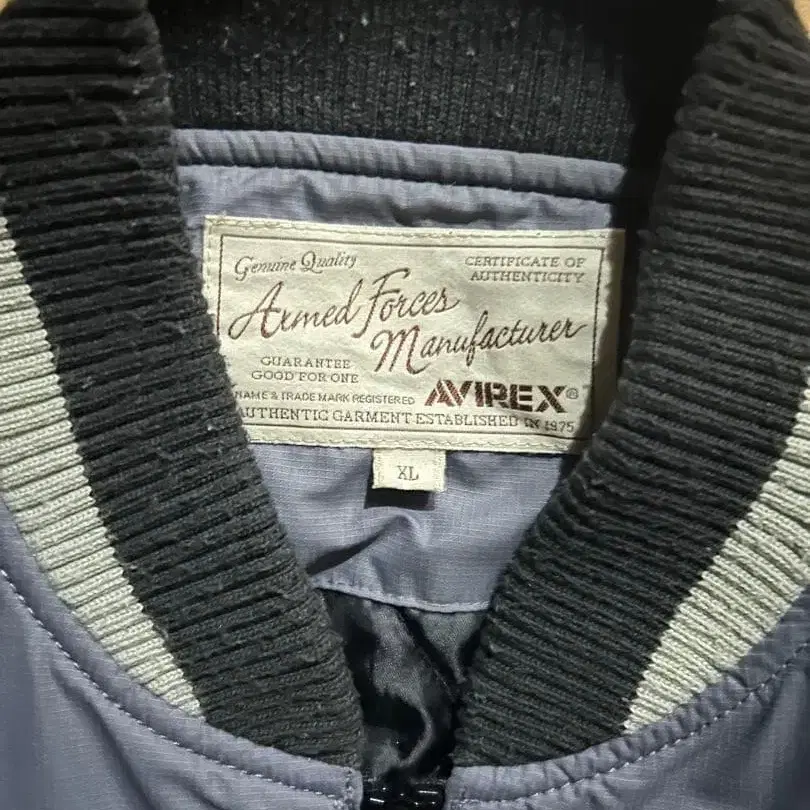 Genuine Quality
CERTIFICATE OF
AUTHENTICITY
Armed Forces
Manufacturer
GUARANTEE
GOOD FOR ONE
NAME & TRADE MARK REGISTERED
AVIREX®
AUTHENTIC GARMENT ESTABLISHED IN 1975
XL